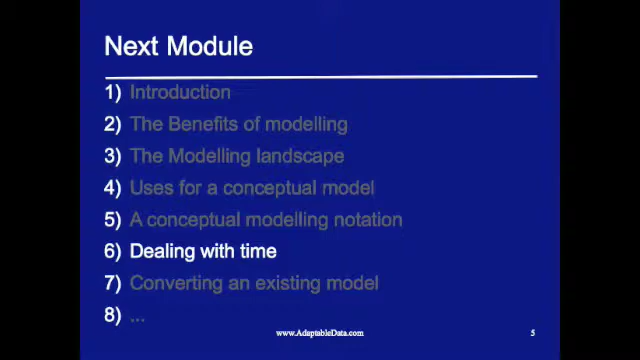 Next Module
1) Introduction
2) The Benefits of modelling
3) The Modelling landscape
4) Uses for a conceptual model
5) A conceptual modelling notation
6) Dealing with time
7) Converting an existing model
8) ...
www.AdaptableData.com
5